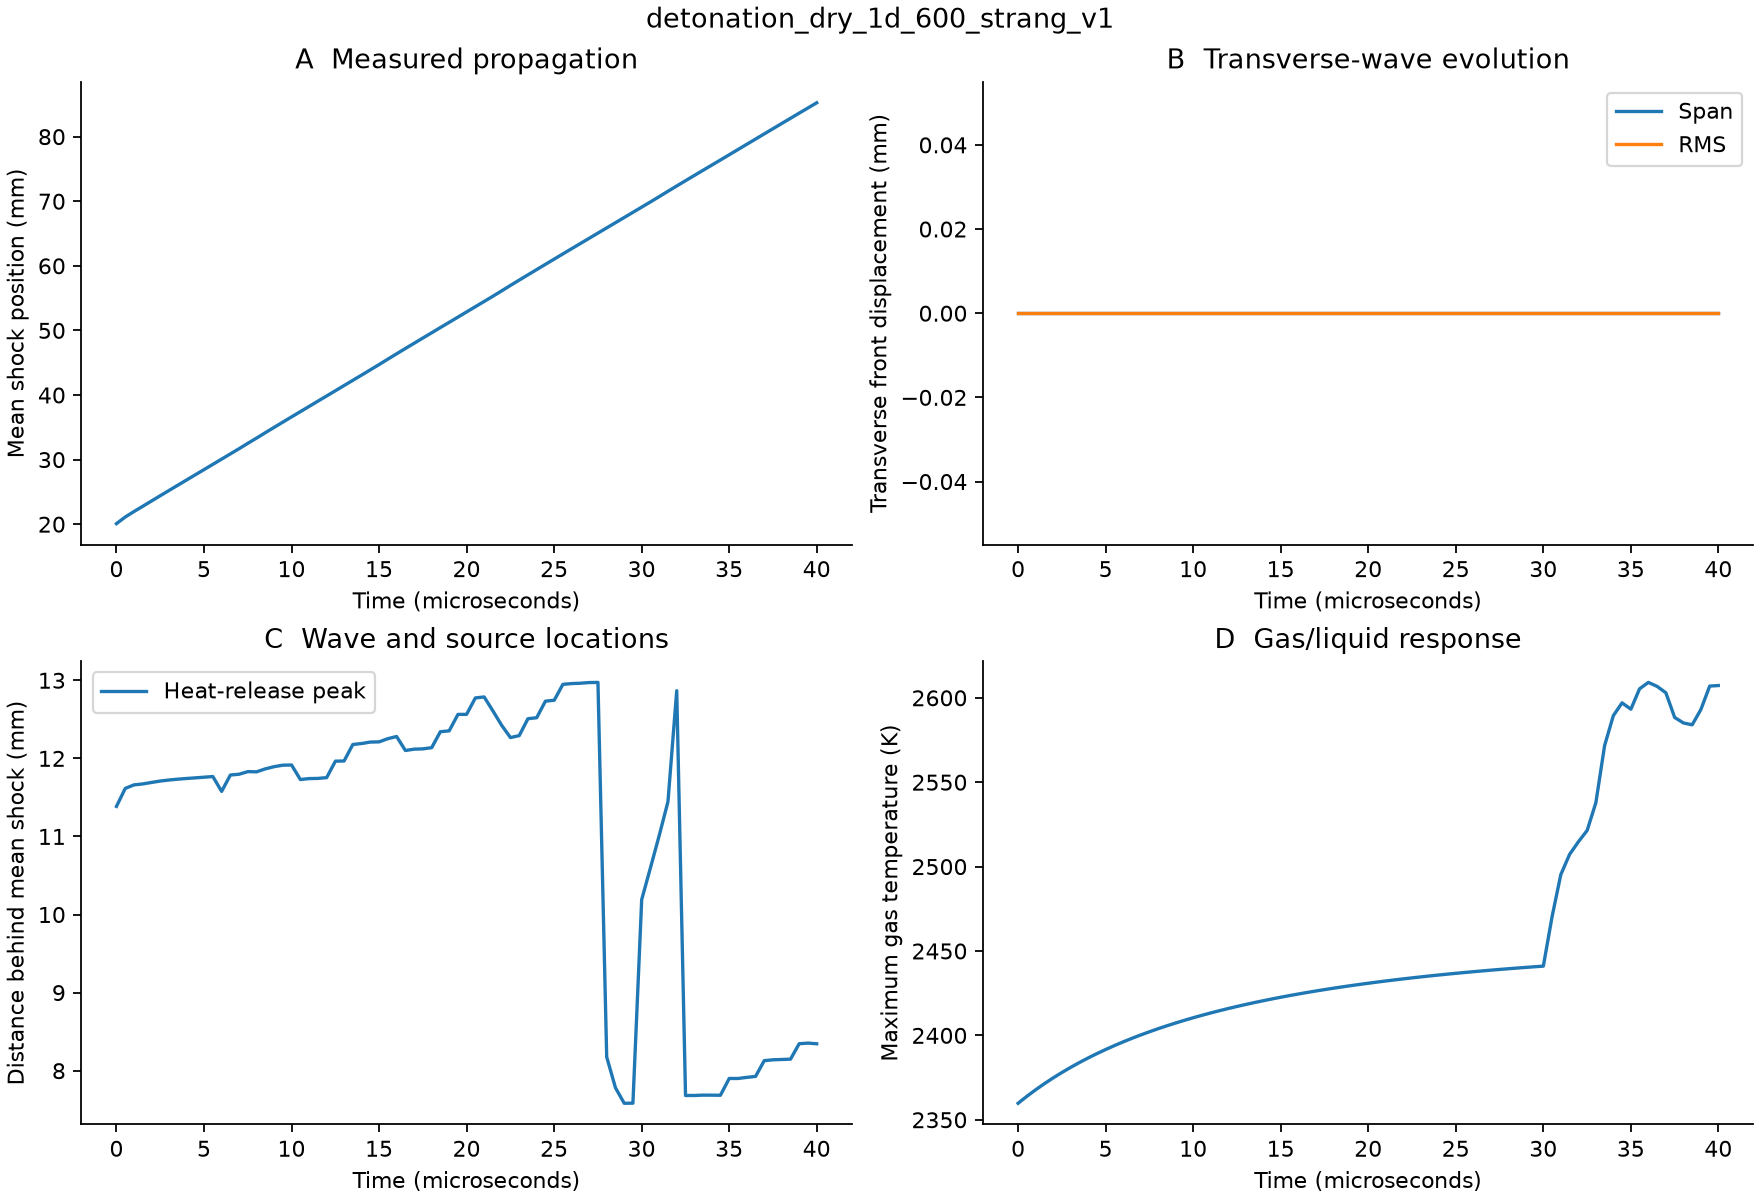 detonation_dry_1d_600_strang_v1
A  Measured propagation
Mean shock position (mm)
80
70
60
50
40
30
20
0 5 10 15 20 25 30 35 40
Time (microseconds)
B  Transverse-wave evolution
Span
RMS
Transverse front displacement (mm)
0.04
0.02
0.00
−0.02
−0.04
0 5 10 15 20 25 30 35 40
Time (microseconds)
C  Wave and source locations
Heat-release peak
Distance behind mean shock (mm)
13
12
11
10
9
8
0 5 10 15 20 25 30 35 40
Time (microseconds)
D  Gas/liquid response
Maximum gas temperature (K)
2600
2550
2500
2450
2400
2350
0 5 10 15 20 25 30 35 40
Time (microseconds)